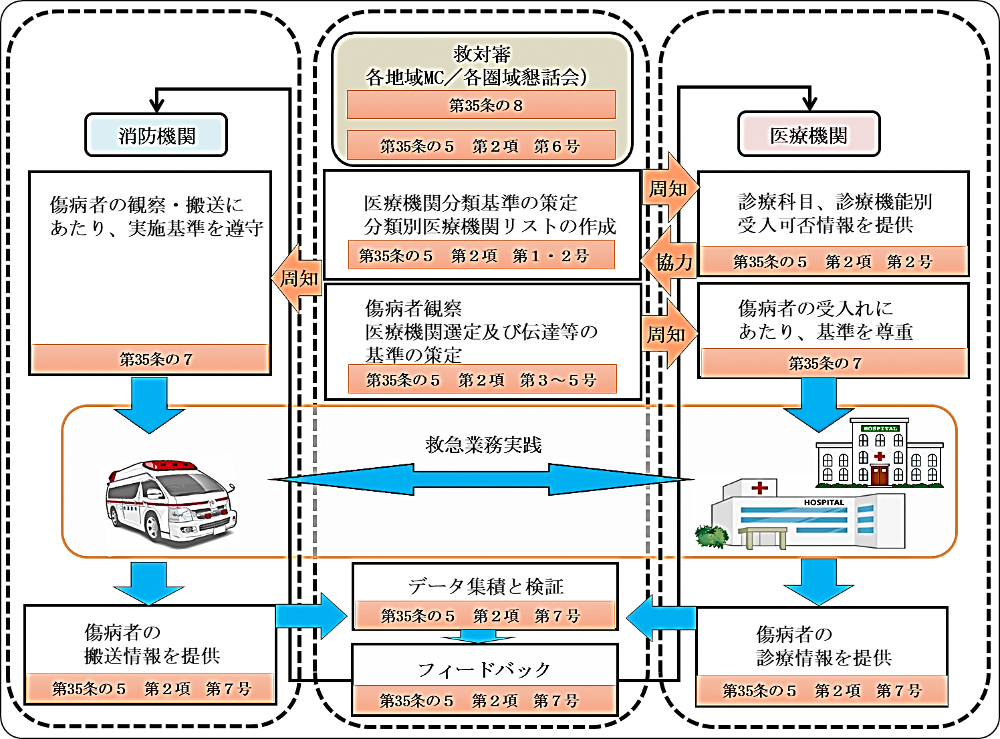 救対審
各地域MC／各圏域懇話会）
第35条の８
第35条の５　第２項　第６号
消防機関
医療機関
傷病者の観察・搬送に
あたり、実施基準を遵守
第35条の７
医療機関分類基準の策定
分類別医療機関リストの作成
第35条の５　第２項　第１・２号
周知
協力
周知
診療科目、診療機能別
受入可否情報を提供
第35条の５　第２項　第２号
傷病者観察
医療機関選定及び伝達等の
基準の策定
第35条の５　第２項　第３～５号
周知
傷病者の受入れに
あたり、基準を尊重
第35条の７
救急業務実践
HOSPITAL
HOSPITAL
データ集積と検証
第35条の５　第２項　第７号
傷病者の
搬送情報を提供
第35条の５　第２項　第７号
フィードバック
第35条の５　第２項　第７号
傷病者の
診療情報を提供
第35条の５　第２項　第７号